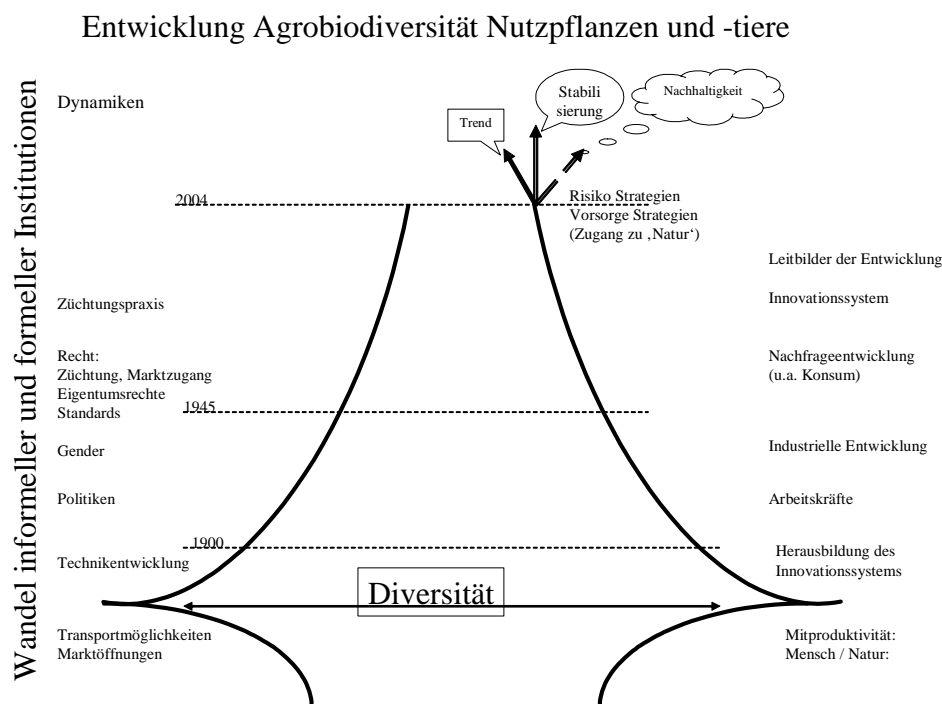 Entwicklung Agrobiodiversität Nutzpflanzen und -tiere
Wandel informeller und formeller Institutionen
Dynamiken
Trend
Stabili
sierung
Nachhaltigkeit
2004
Risiko Strategien
Vorsorge Strategien
(Zugang zu ‚Natur‘)
Leitbilder der Entwicklung
Züchtungspraxis
Innovationssystem
Recht:
Züchtung, Marktzugang
Eigentumsrechte
Standards
Nachfrageentwicklung
(u.a. Konsum)
1945
Gender
Industrielle Entwicklung
Politiken
Arbeitskräfte
1900
Technikentwicklung
Herausbildung des
Innovationssystems
Diversität
Transportmöglichkeiten
Marktöffnungen
Mitproduktivität:
Mensch / Natur: